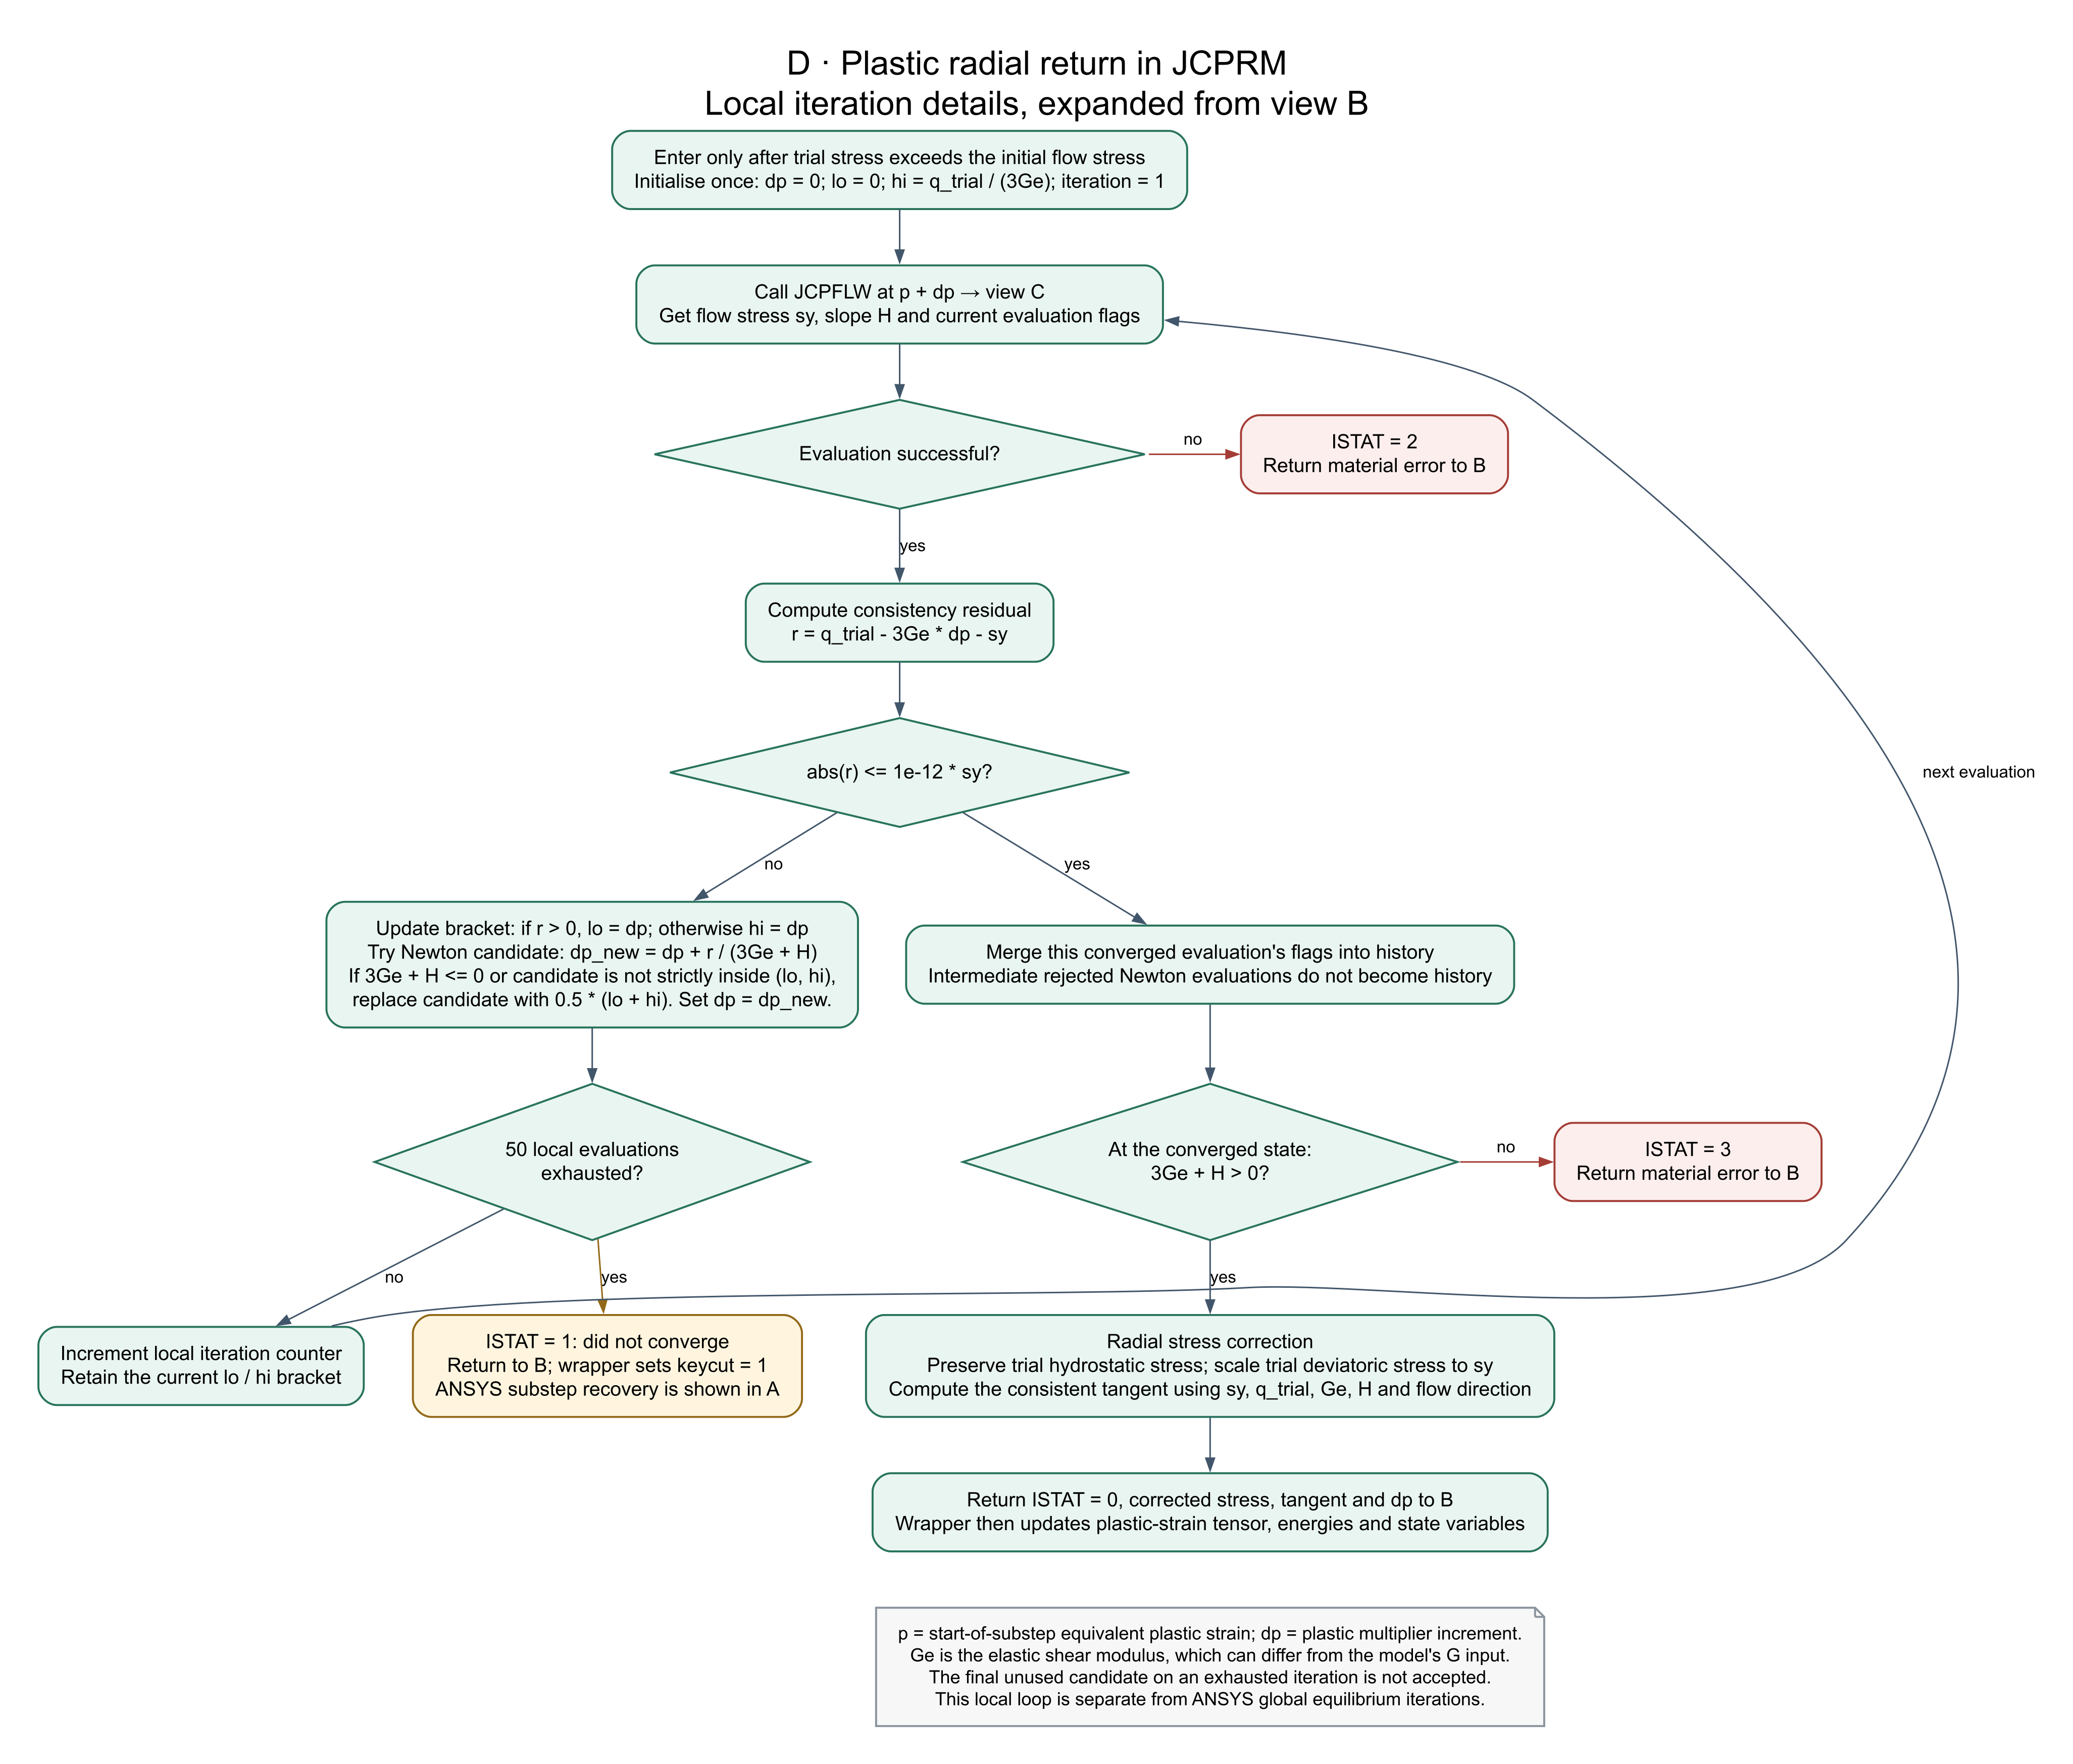 D · Plastic radial return in JCPRM
Local iteration details, expanded from view B
Enter only after trial stress exceeds the initial flow stress
Initialise once: dp = 0; lo = 0; hi = q_trial / (3Ge); iteration = 1
Call JCPFLW at p + dp → view C
Get flow stress sy, slope H and current evaluation flags
Evaluation successful?
no
ISTAT = 2
Return material error to B
yes
Compute consistency residual
r = q_trial - 3Ge * dp - sy
abs(r) <= 1e-12 * sy?
next evaluation
no
yes
Update bracket: if r > 0, lo = dp; otherwise hi = dp
Try Newton candidate: dp_new = dp + r / (3Ge + H)
If 3Ge + H <= 0 or candidate is not strictly inside (lo, hi),
replace candidate with 0.5 * (lo + hi). Set dp = dp_new.
Merge this converged evaluation's flags into history
Intermediate rejected Newton evaluations do not become history
50 local evaluations
exhausted?
At the converged state:
3Ge + H > 0?
no
ISTAT = 3
Return material error to B
no
yes
yes
Increment local iteration counter
Retain the current lo / hi bracket
ISTAT = 1: did not converge
Return to B; wrapper sets keycut = 1
ANSYS substep recovery is shown in A
Radial stress correction
Preserve trial hydrostatic stress; scale trial deviatoric stress to sy
Compute the consistent tangent using sy, q_trial, Ge, H and flow direction
Return ISTAT = 0, corrected stress, tangent and dp to B
Wrapper then updates plastic-strain tensor, energies and state variables
p = start-of-substep equivalent plastic strain; dp = plastic multiplier increment.
Ge is the elastic shear modulus, which can differ from the model's G input.
The final unused candidate on an exhausted iteration is not accepted.
This local loop is separate from ANSYS global equilibrium iterations.